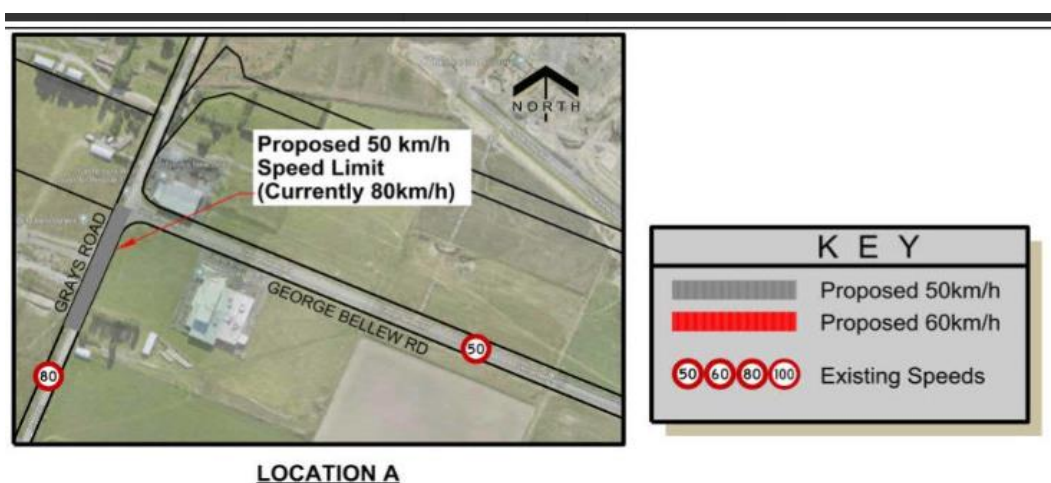 NORTH
Proposed 50 km/h
Speed Limit
(Currently 80km/h)
GRAYS ROAD
GEORGE BELLEW RD
50
80
LOCATION A
KEY
Proposed 50km/h
Proposed 60km/h
50 60 80 100 Existing Speeds